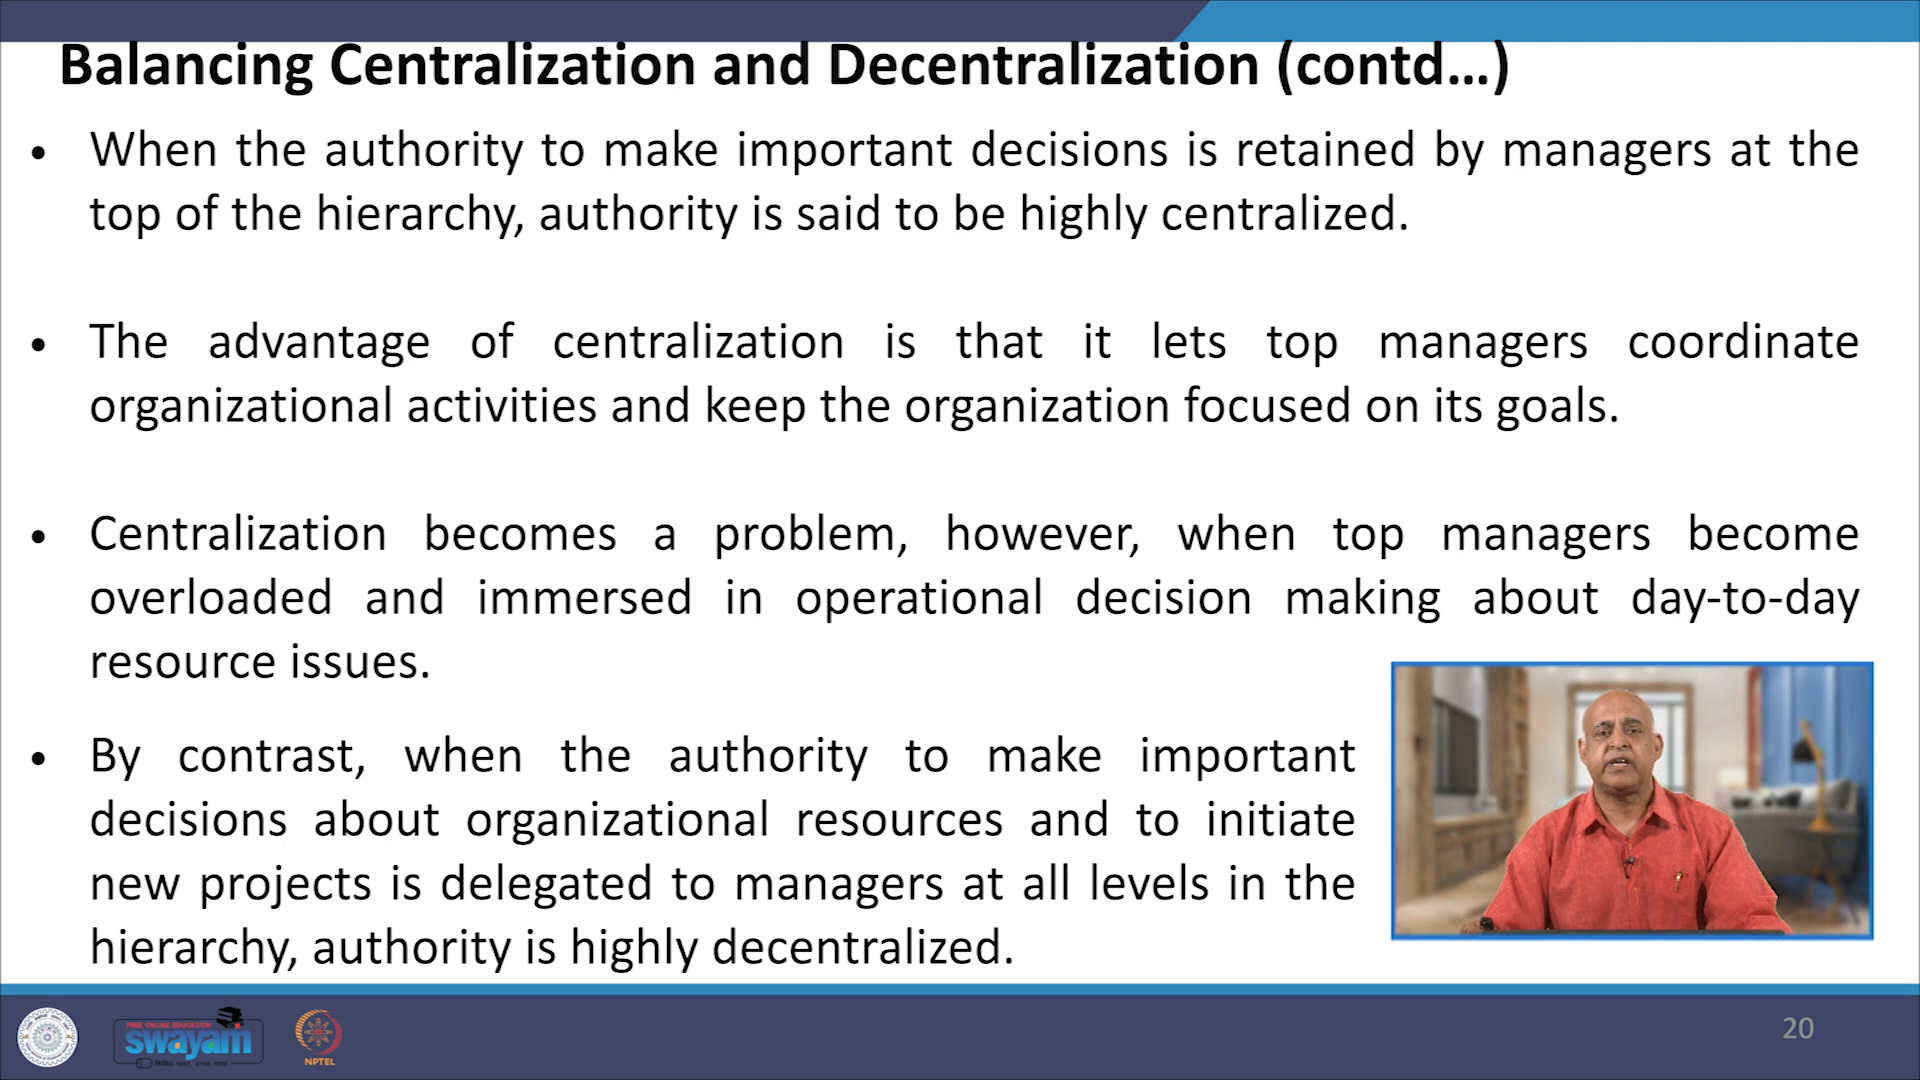 Balancing Centralization and Decentralization (contd...)
• When the authority to make important decisions is retained by managers at the
top of the hierarchy, authority is said to be highly centralized.
• The advantage of centralization is that it lets top managers coordinate
organizational activities and keep the organization focused on its goals.
• Centralization becomes a problem, however, when top managers become
overloaded and immersed in operational decision making about day-to-day
resource issues.
• By contrast, when the authority to make important
decisions about organizational resources and to initiate
new projects is delegated to managers at all levels in the
hierarchy, authority is highly decentralized.
FREE ONLINE EDUCATION
swayam
NPTEL
20